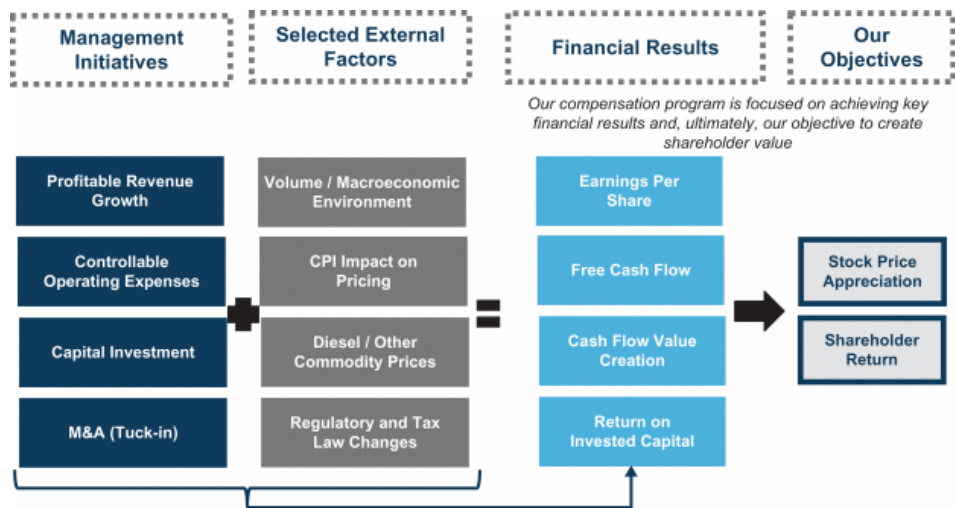 Management
Initiatives
Selected External
Factors
Financial Results
Our
Objectives
Our compensation program is focused on achieving key
financial results and, ultimately, our objective to create
shareholder value
Profitable Revenue
Growth
Volume / Macroeconomic
Environment
Earnings Per
Share
Controllable
Operating Expenses
CPI Impact on
Pricing
Free Cash Flow
Stock Price
Appreciation
Capital Investment
Diesel / Other
Commodity Prices
Cash Flow Value
Creation
Shareholder
Return
M&A (Tuck-in)
Regulatory and Tax
Law Changes
Return on
Invested Capital